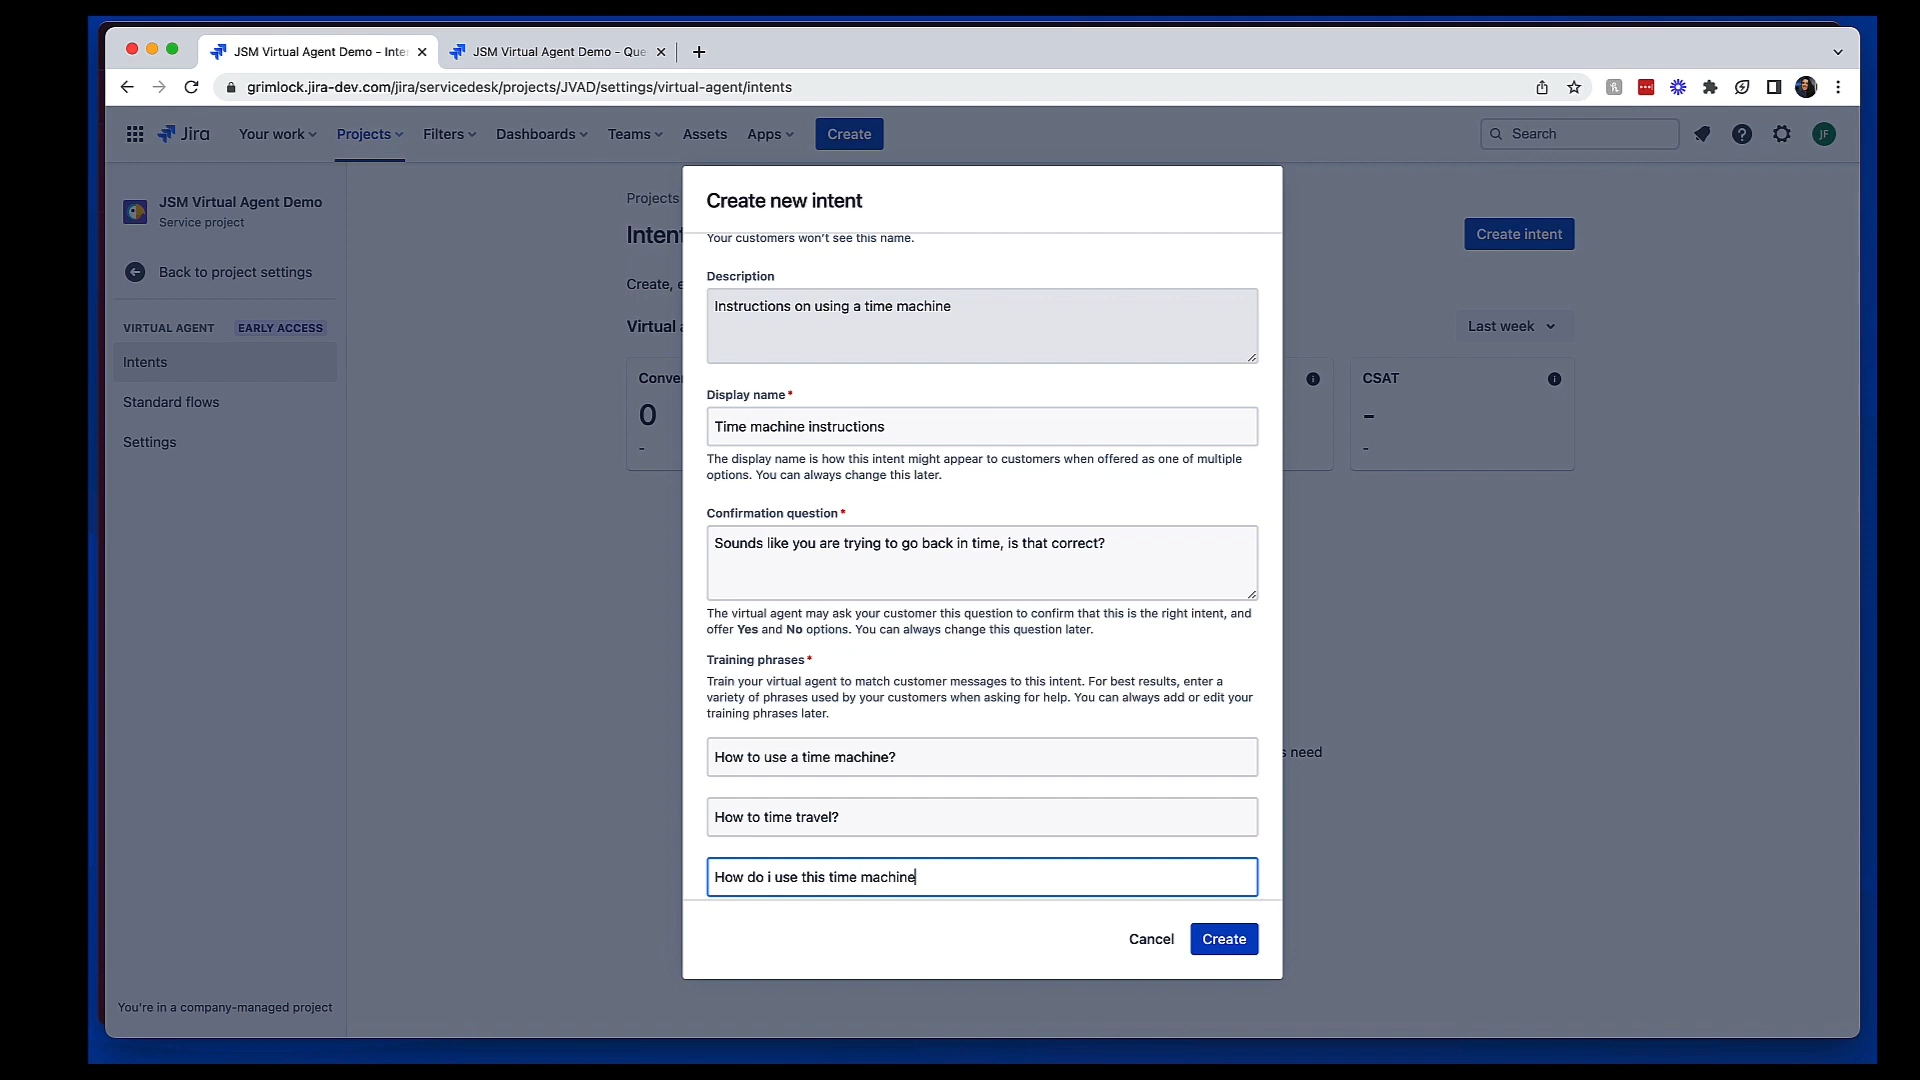 JSM Virtual Agent Demo - Inte
JSM Virtual Agent Demo - Que
grimlock.jira-dev.com/jira/servicedesk/projects/JVAD/settings/virtual-agent/intents
Jira
Your work
Projects
Filters
Dashboards
Teams
Assets
Apps
Create
Search
JF
JSM Virtual Agent Demo
Service project
Back to project settings
VIRTUAL AGENT
EARLY ACCESS
Intents
Standard flows
Settings
You're in a company-managed project
Projects
Intent
Create intent
Create, e
Virtual a
Last week
Conver
0
-
CSAT
-
-
s need
Create new intent
Your customers won't see this name.
Description
Instructions on using a time machine
Display name*
Time machine instructions
The display name is how this intent might appear to customers when offered as one of multiple
options. You can always change this later.
Confirmation question*
Sounds like you are trying to go back in time, is that correct?
The virtual agent may ask your customer this question to confirm that this is the right intent, and
offer Yes and No options. You can always change this question later.
Training phrases*
Train your virtual agent to match customer messages to this intent. For best results, enter a
variety of phrases used by your customers when asking for help. You can always add or edit your
training phrases later.
How to use a time machine?
How to time travel?
How do i use this time machine
Cancel
Create